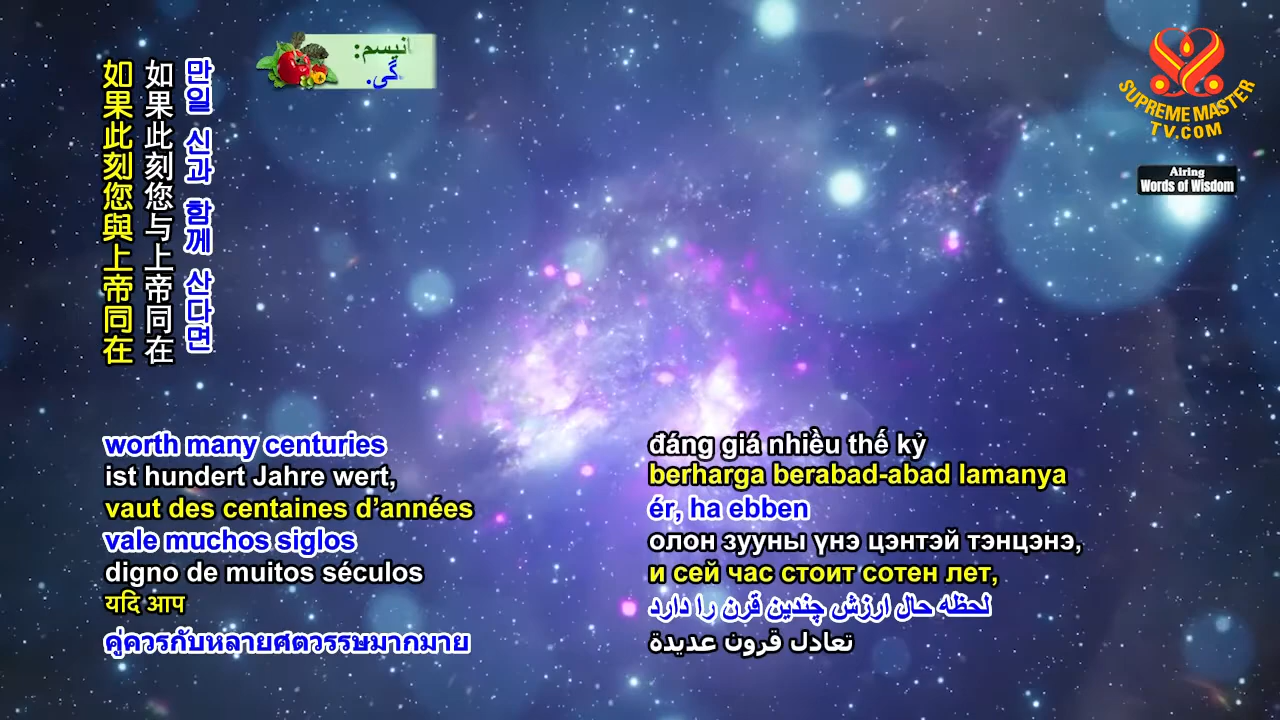 如果此刻您與上帝同在
如果此刻您与上帝同在
만일 신과 함께 산다면
SUPREME MASTER
TV.COM
Airing
Words of Wisdom
worth many centuries
ist hundert Jahre wert,
vaut des centaines d’années
vale muchos siglos
digno de muitos séculos
यदि आप
คู่ควรกับหลายศตวรรษมากมาย
đáng giá nhiều thế kỷ
berharga berabad-abad lamanya
ér, ha ebben
олон зууны үнэ цэнтэй тэнцэнэ,
и сей час стоит сотен лет,
لحظه حال ارزش چندین قرن را دارد
تعادل قرون عديدة